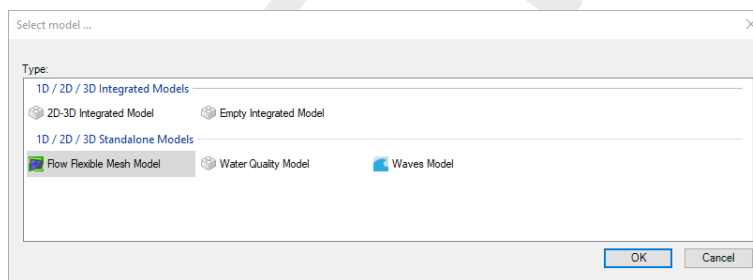 Select model ...
Type:
1D / 2D / 3D Integrated Models
2D-3D Integrated Model Empty Integrated Model
1D / 2D / 3D Standalone Models
Flow Flexible Mesh Model Water Quality Model Waves Model
OK Cancel